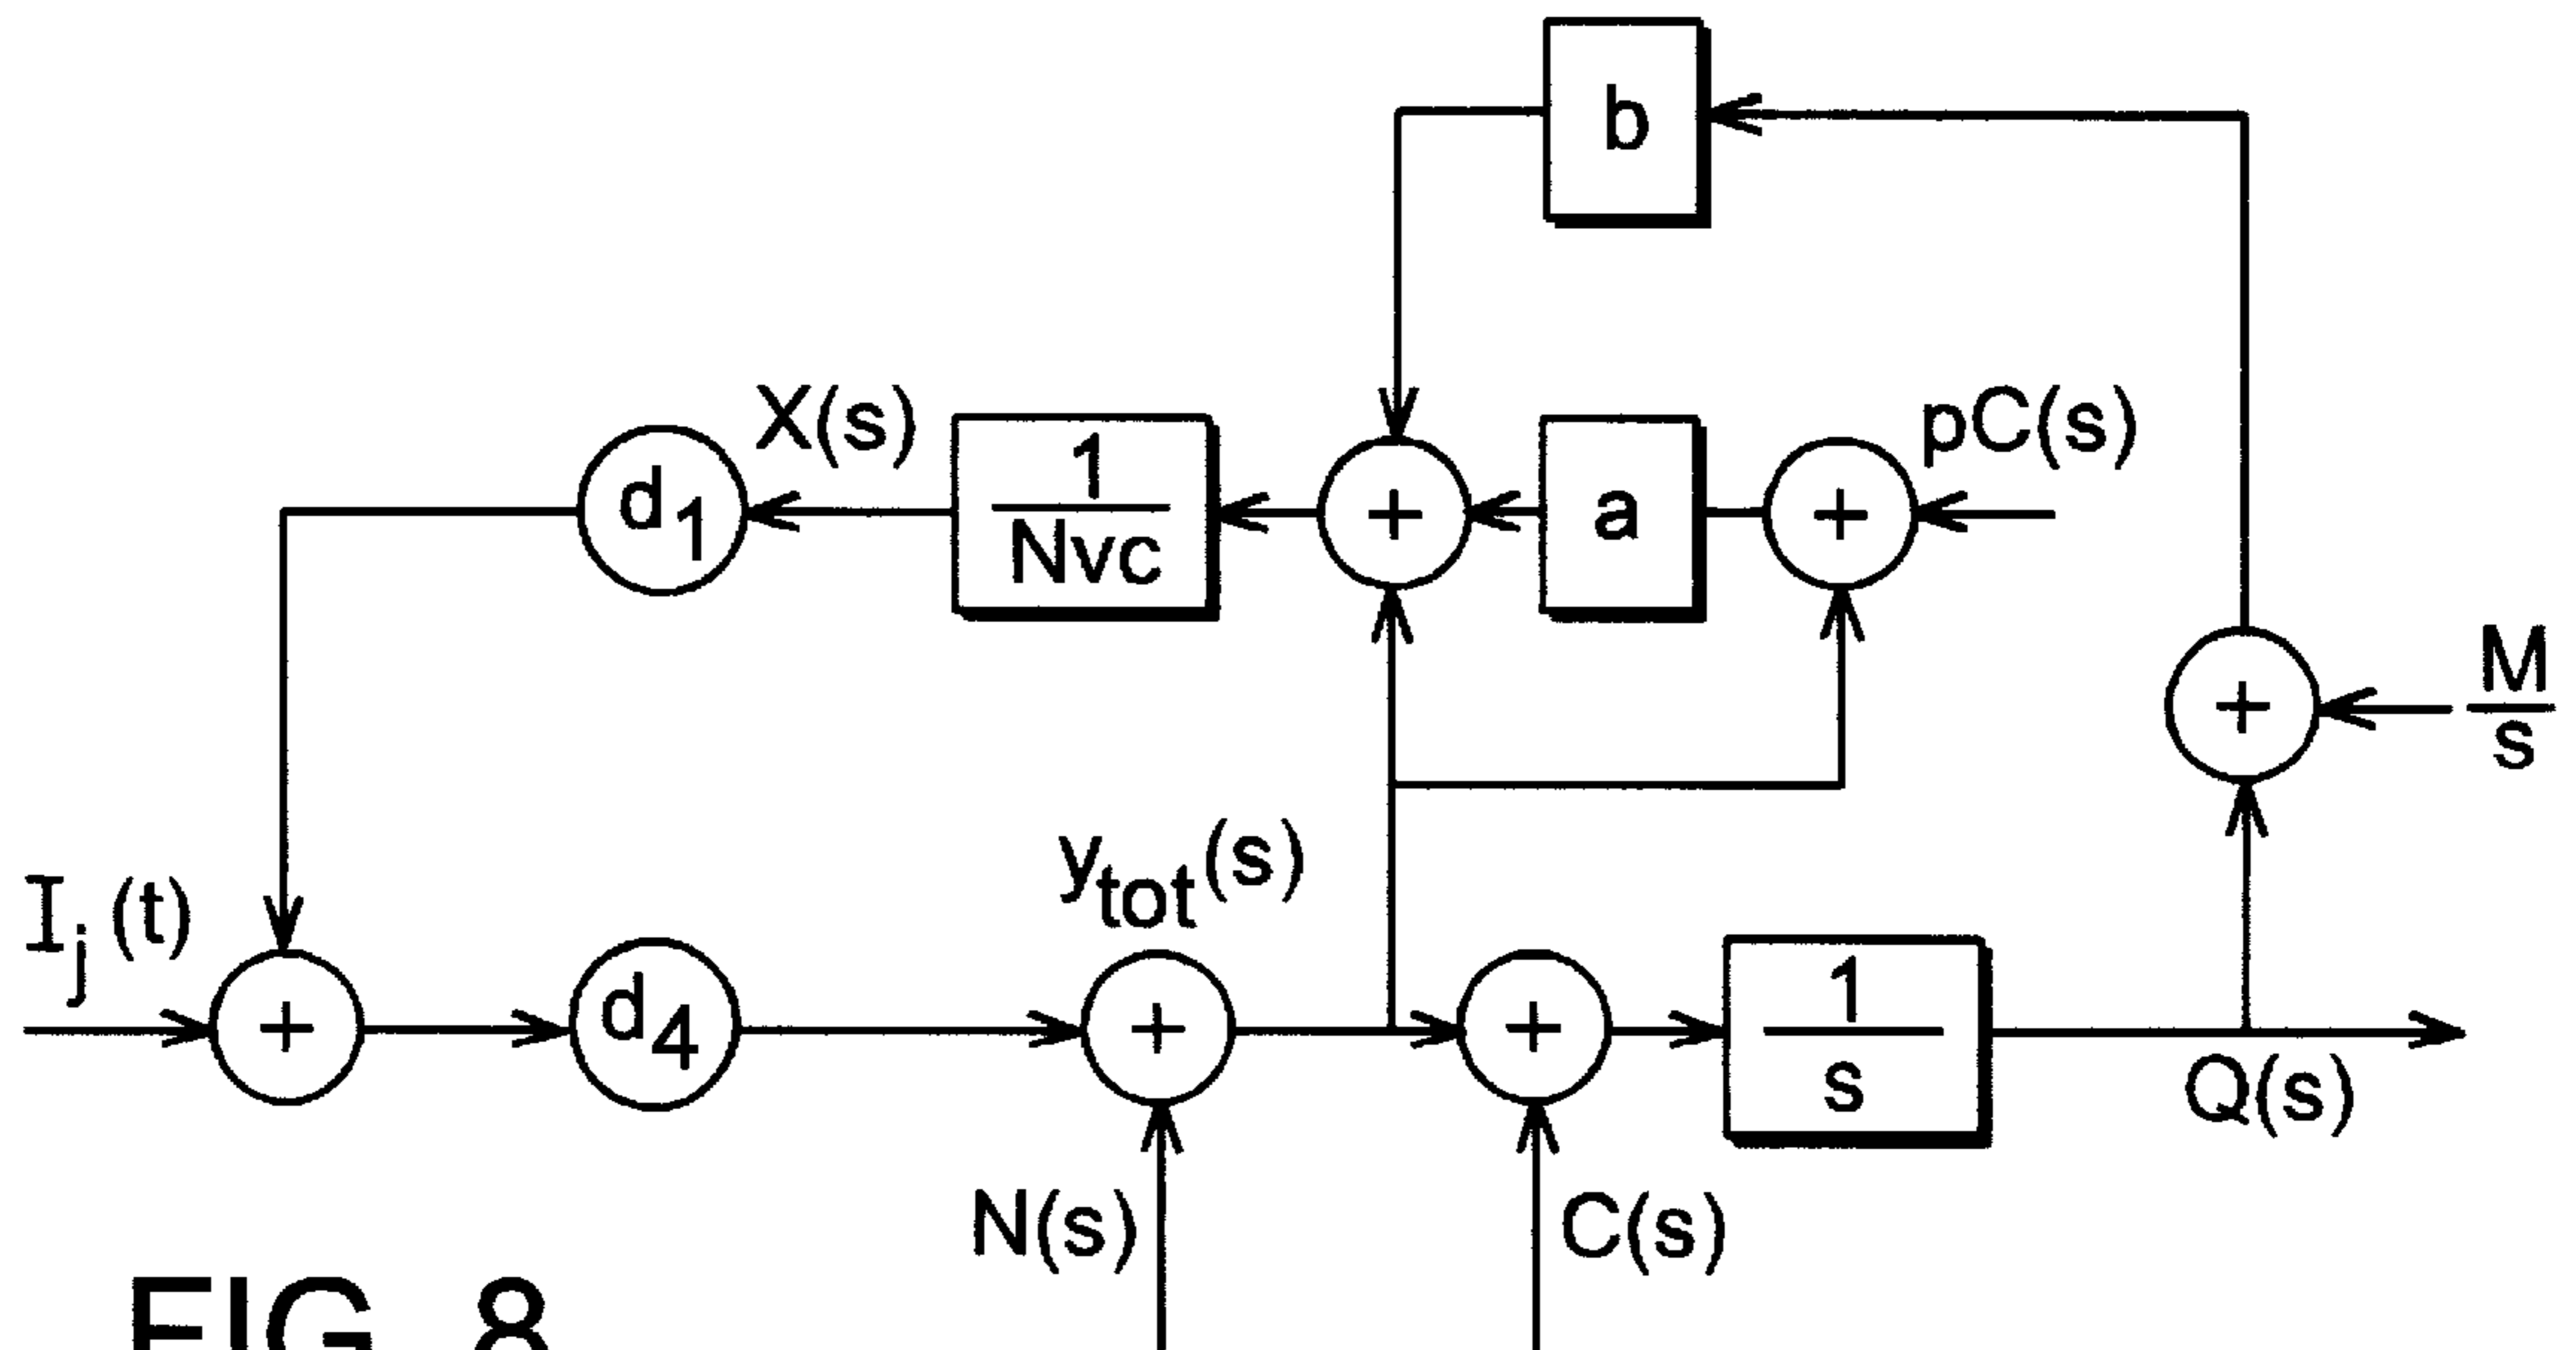 b
X(s)
pC(s)
d1
1
Nvc
+
a
+
M
s
+
ytot(s)
Ij(t)
+
d4
+
+
1
s
Q(s)
N(s)
C(s)
FIG. 8